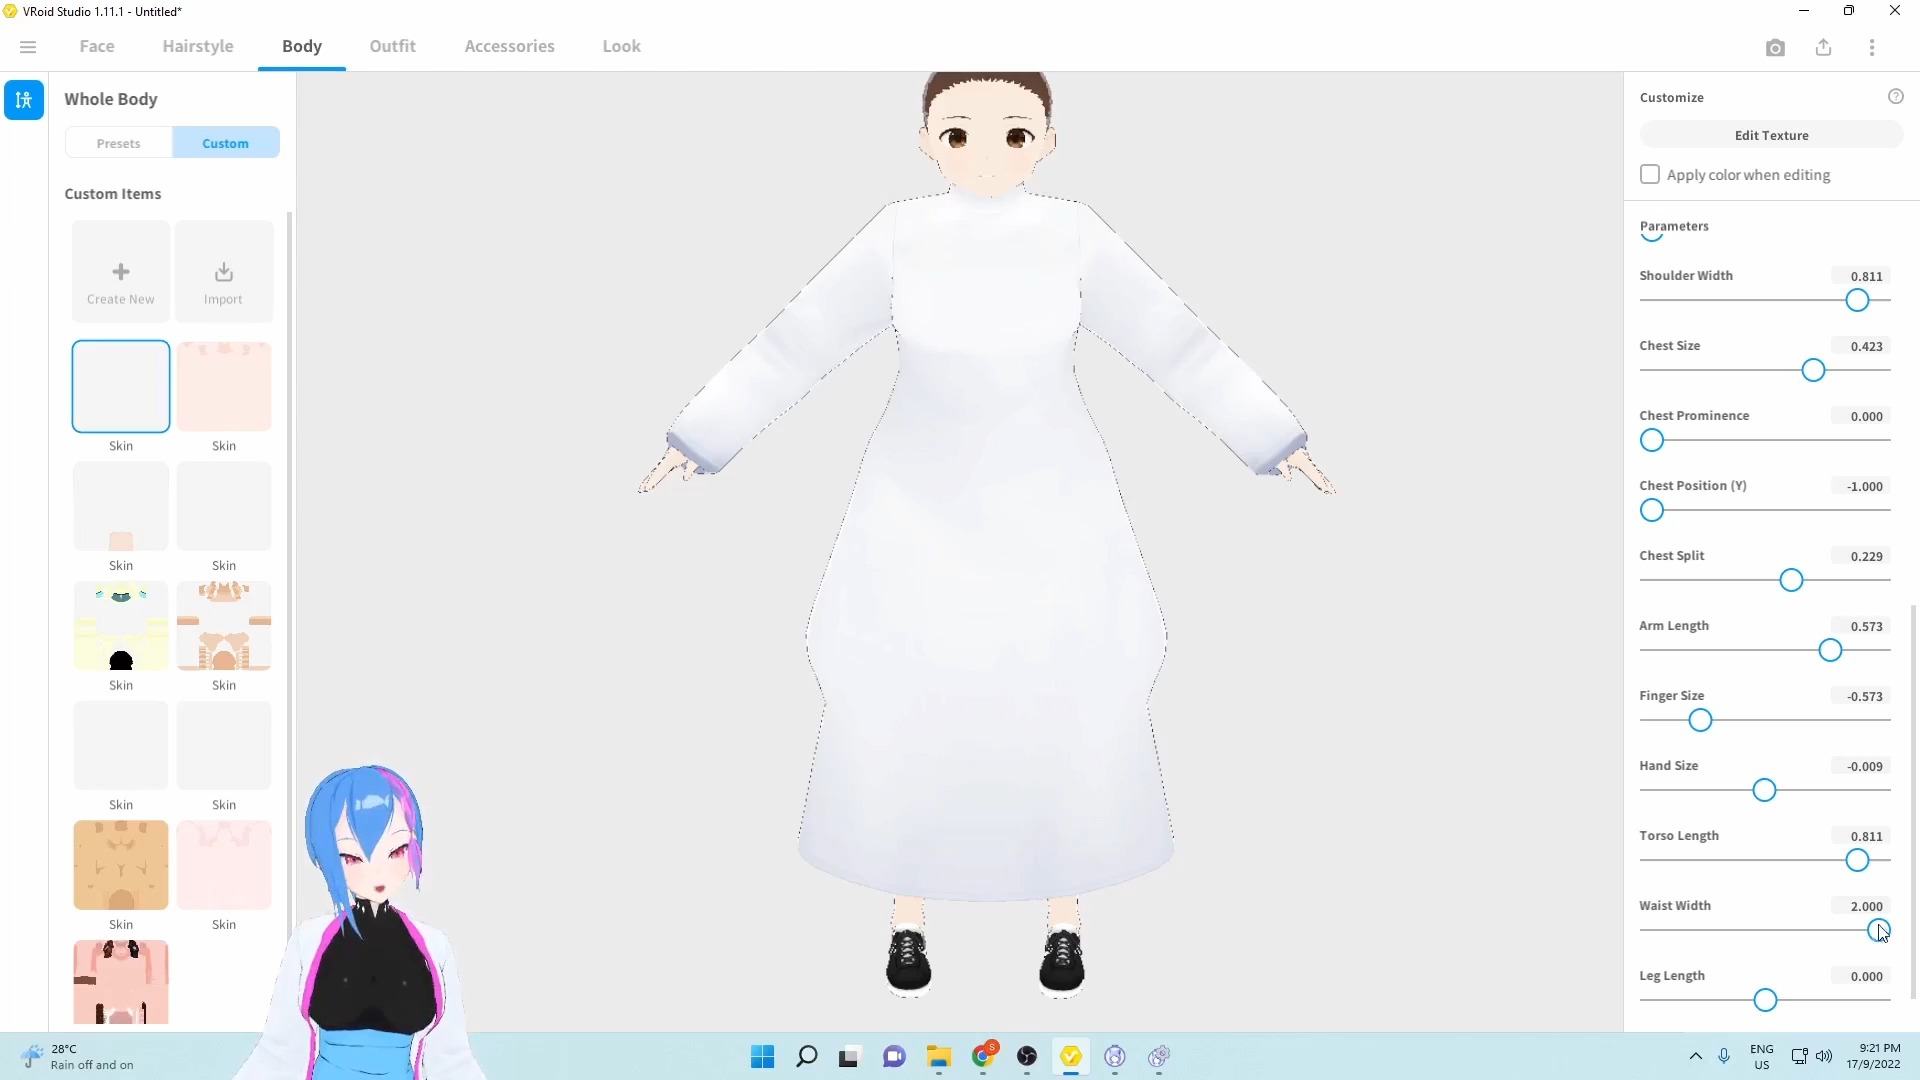 VRoid Studio 1.11.1 - Untitled*
Face
Hairstyle
Body
Outfit
Accessories
Look
Whole Body
Presets
Custom
Custom Items
Create New
Import
Skin
Skin
Skin
Skin
Skin
Skin
Skin
Skin
Skin
Skin
Customize
?
Edit Texture
Apply color when editing
Parameters
Shoulder Width
0.811
Chest Size
0.423
Chest Prominence
0.000
Chest Position (Y)
-1.000
Chest Split
0.229
Arm Length
0.573
Finger Size
-0.573
Hand Size
-0.009
Torso Length
0.811
Waist Width
2.000
Leg Length
0.000
28°C
Rain off and on
S
ENG
US
9:21 PM
17/9/2022